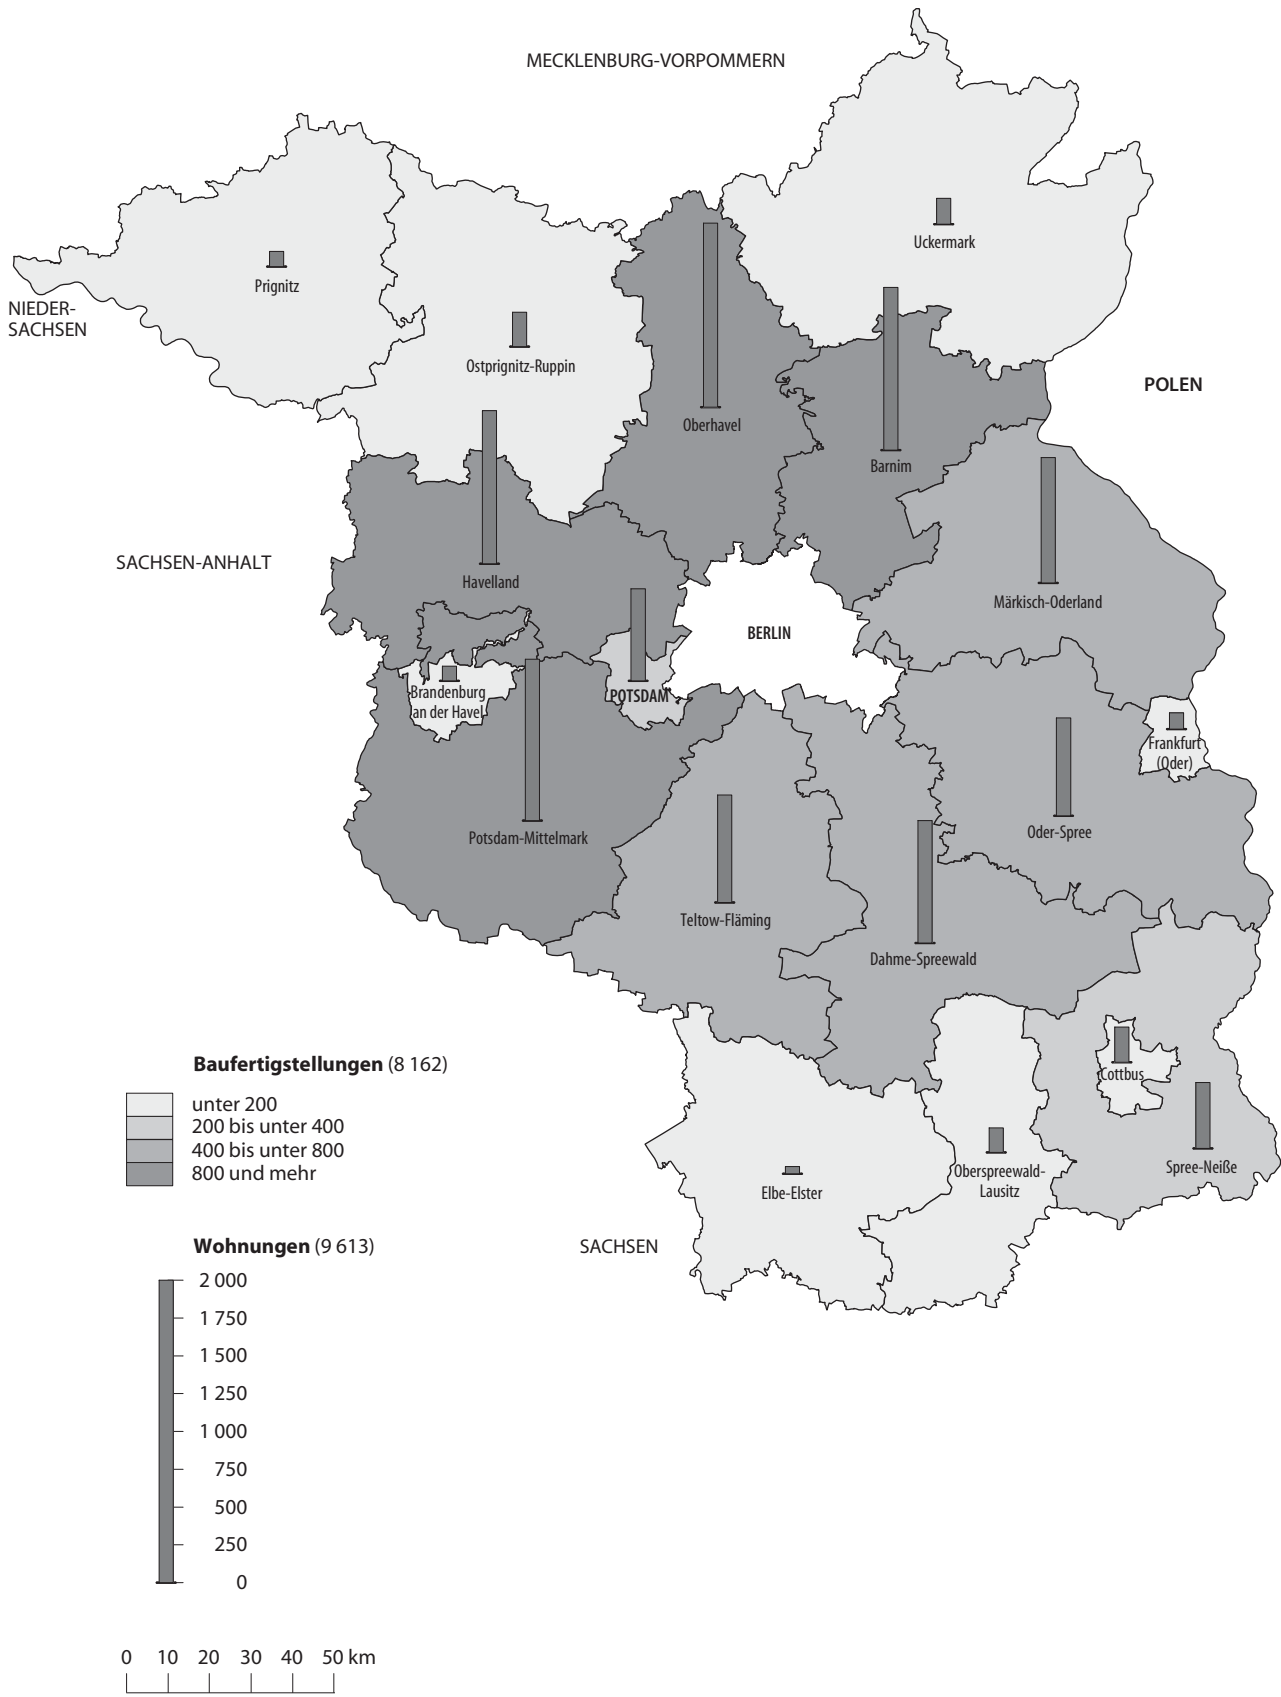 MECKLENBURG-VORPOMMERN
Uckermark
Prignitz
NIEDER-
SACHSEN
Ostprignitz-Ruppin
POLEN
Oberhavel
Barnim
SACHSEN-ANHALT
Havelland
Märkisch-Oderland
BERLIN
Brandenburg
an der Havel
POTSDAM
Frankfurt
(Oder)
Potsdam-Mittelmark
Oder-Spree
Teltow-Fläming
Dahme-Spreewald
Cottbus
Spree-Neiße
Oberspreewald-
Lausitz
Elbe-Elster
SACHSEN
Baufertigstellungen (8 162)
unter 200
200 bis unter 400
400 bis unter 800
800 und mehr
Wohnungen (9 613)
2 000
1 750
1 500
1 250
1 000
750
500
250
0
0 10 20 30 40 50 km